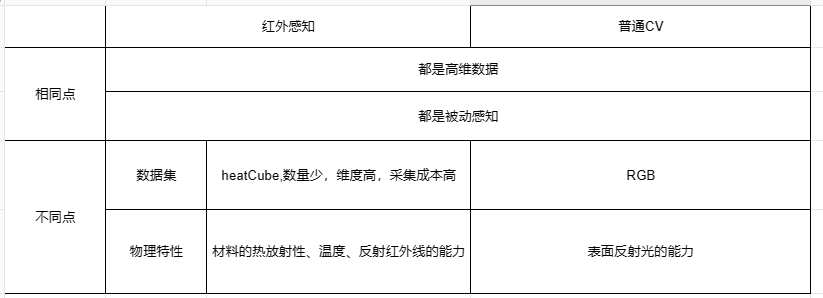 红外感知
普通CV
相同点
都是高维数据
都是被动感知
不同点
数据集
heatCube,数量少，维度高，采集成本高
RGB
物理特性
材料的热放射性、温度、反射红外线的能力
表面反射光的能力